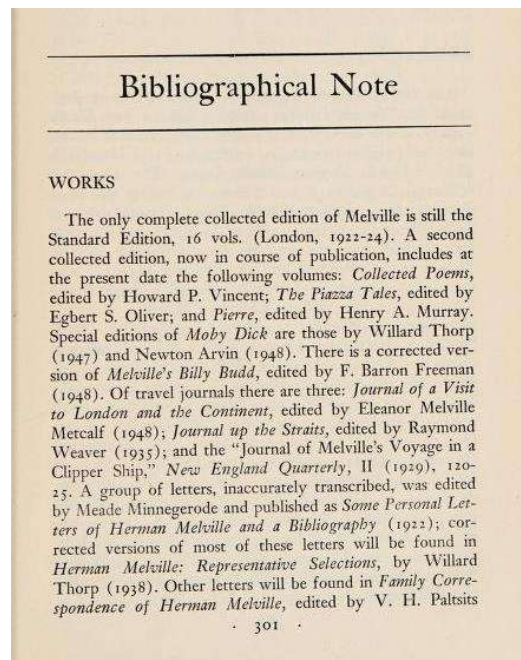 Bibliographical Note
WORKS
The only complete collected edition of Melville is still the
Standard Edition, 16 vols. (London, 1922-24). A second
collected edition, now in course of publication, includes at
the present date the following volumes: Collected Poems,
edited by Howard P. Vincent; The Piazza Tales, edited by
Egbert S. Oliver; and Pierre, edited by Henry A. Murray.
Special editions of Moby Dick are those by Willard Thorp
(1947) and Newton Arvin (1948). There is a corrected ver-
sion of Melville's Billy Budd, edited by F. Barron Freeman
(1948). Of travel journals there are three: Journal of a Visit
to London and the Continent, edited by Eleanor Melville
Metcalf (1948); Journal up the Straits, edited by Raymond
Weaver (1935); and the "Journal of Melville's Voyage in a
Clipper Ship," New England Quarterly, II (1929), 120-
25. A group of letters, inaccurately transcribed, was edited
by Meade Minnegerode and published as Some Personal Let-
ters of Herman Melville and a Bibliography (1922); cor-
rected versions of most of these letters will be found in
Herman Melville: Representative Selections, by Willard
Thorp (1938). Other letters will be found in Family Corre-
spondence of Herman Melville, edited by V. H. Paltsits
· 301 ·